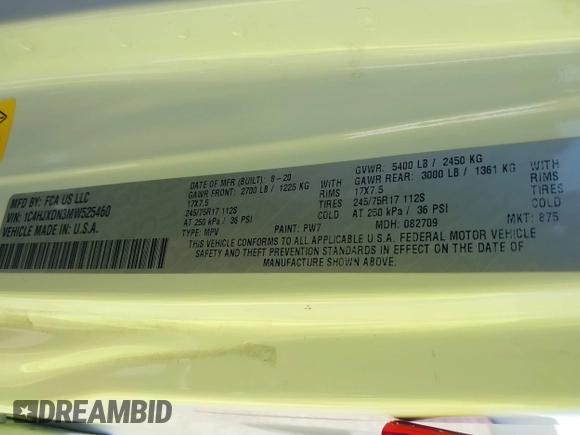 MFD BY: FCA US LLC
VIN: 1C4HJXDN3MW525460
VEHICLE MADE IN U.S.A.
DATE OF MFR (BUILT): 8-20
GAWR FRONT: 2700 LB / 1225 KG WITH
17X7.5 RIMS
245/75R17 112S TIRES
AT 250 kPa / 36 PSI
TYPE: MPV PAINT: PW7
GVWR: 5400 LB / 2450 KG
GAWR REAR: 3000 LB / 1361 KG WITH
17X7.5 RIMS
245/75R17 112S TIRES
AT 250 kPa / 36 PSI
MDH: 082709 MKT: 875
THIS VEHICLE CONFORMS TO ALL APPLICABLE U.S.A. FEDERAL MOTOR VEHICLE
SAFETY AND THEFT PREVENTION STANDARDS IN EFFECT ON THE DATE OF
MANUFACTURE SHOWN ABOVE.
DREAMBID